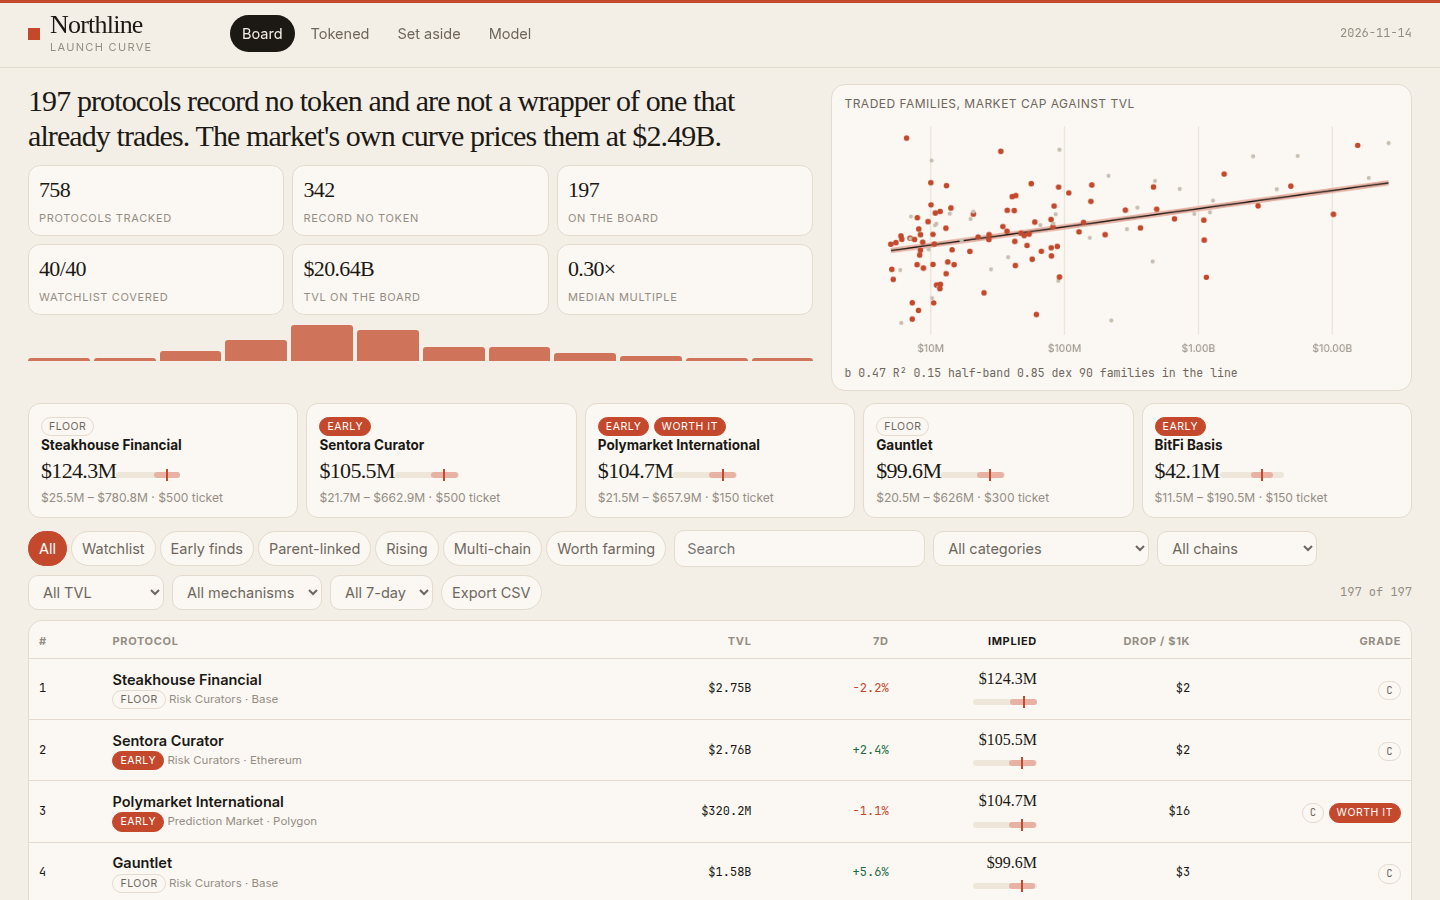 Northline
LAUNCH CURVE
Board
Tokened
Set aside
Model
2026-11-14
197 protocols record no token and are not a wrapper of one that
already trades. The market's own curve prices them at $2.49B.
758
PROTOCOLS TRACKED
342
RECORD NO TOKEN
197
ON THE BOARD
40/40
WATCHLIST COVERED
$20.64B
TVL ON THE BOARD
0.30×
MEDIAN MULTIPLE
TRADED FAMILIES, MARKET CAP AGAINST TVL
$10M
$100M
$1.00B
$10.00B
b 0.47 R² 0.15 half-band 0.85 dex 90 families in the line
FLOOR
Steakhouse Financial
$124.3M
$25.5M – $780.8M · $500 ticket
EARLY
Sentora Curator
$105.5M
$21.7M – $662.9M · $500 ticket
EARLY WORTH IT
Polymarket International
$104.7M
$21.5M – $657.9M · $150 ticket
FLOOR
Gauntlet
$99.6M
$20.5M – $626M · $300 ticket
EARLY
BitFi Basis
$42.1M
$11.5M – $190.5M · $150 ticket
All
Watchlist
Early finds
Parent-linked
Rising
Multi-chain
Worth farming
Search
All categories
All chains
All TVL
All mechanisms
All 7-day
Export CSV
197 of 197
# PROTOCOL TVL 7D IMPLIED DROP / $1K GRADE
1 Steakhouse Financial $2.75B -2.2% $124.3M $2 C
FLOOR Risk Curators · Base
2 Sentora Curator $2.76B +2.4% $105.5M $2 C
EARLY Risk Curators · Ethereum
3 Polymarket International $320.2M -1.1% $104.7M $16 C WORTH IT
EARLY Prediction Market · Polygon
4 Gauntlet $1.58B +5.6% $99.6M $3 C
FLOOR Risk Curators · Base